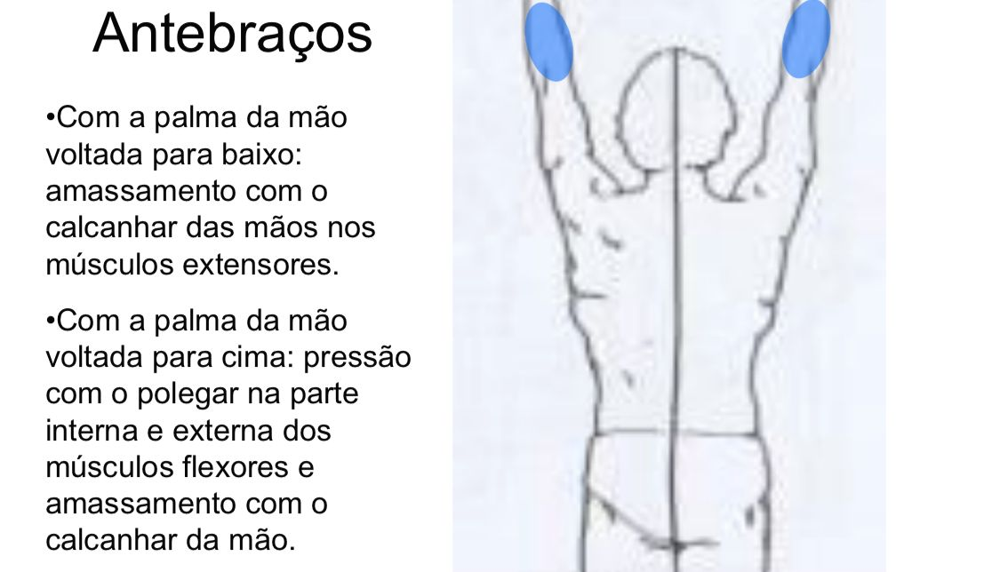 Antebraços
•Com a palma da mão
voltada para baixo:
amassamento com o
calcanhar das mãos nos
músculos extensores.
•Com a palma da mão
voltada para cima: pressão
com o polegar na parte
interna e externa dos
músculos flexores e
amassamento com o
calcanhar da mão.